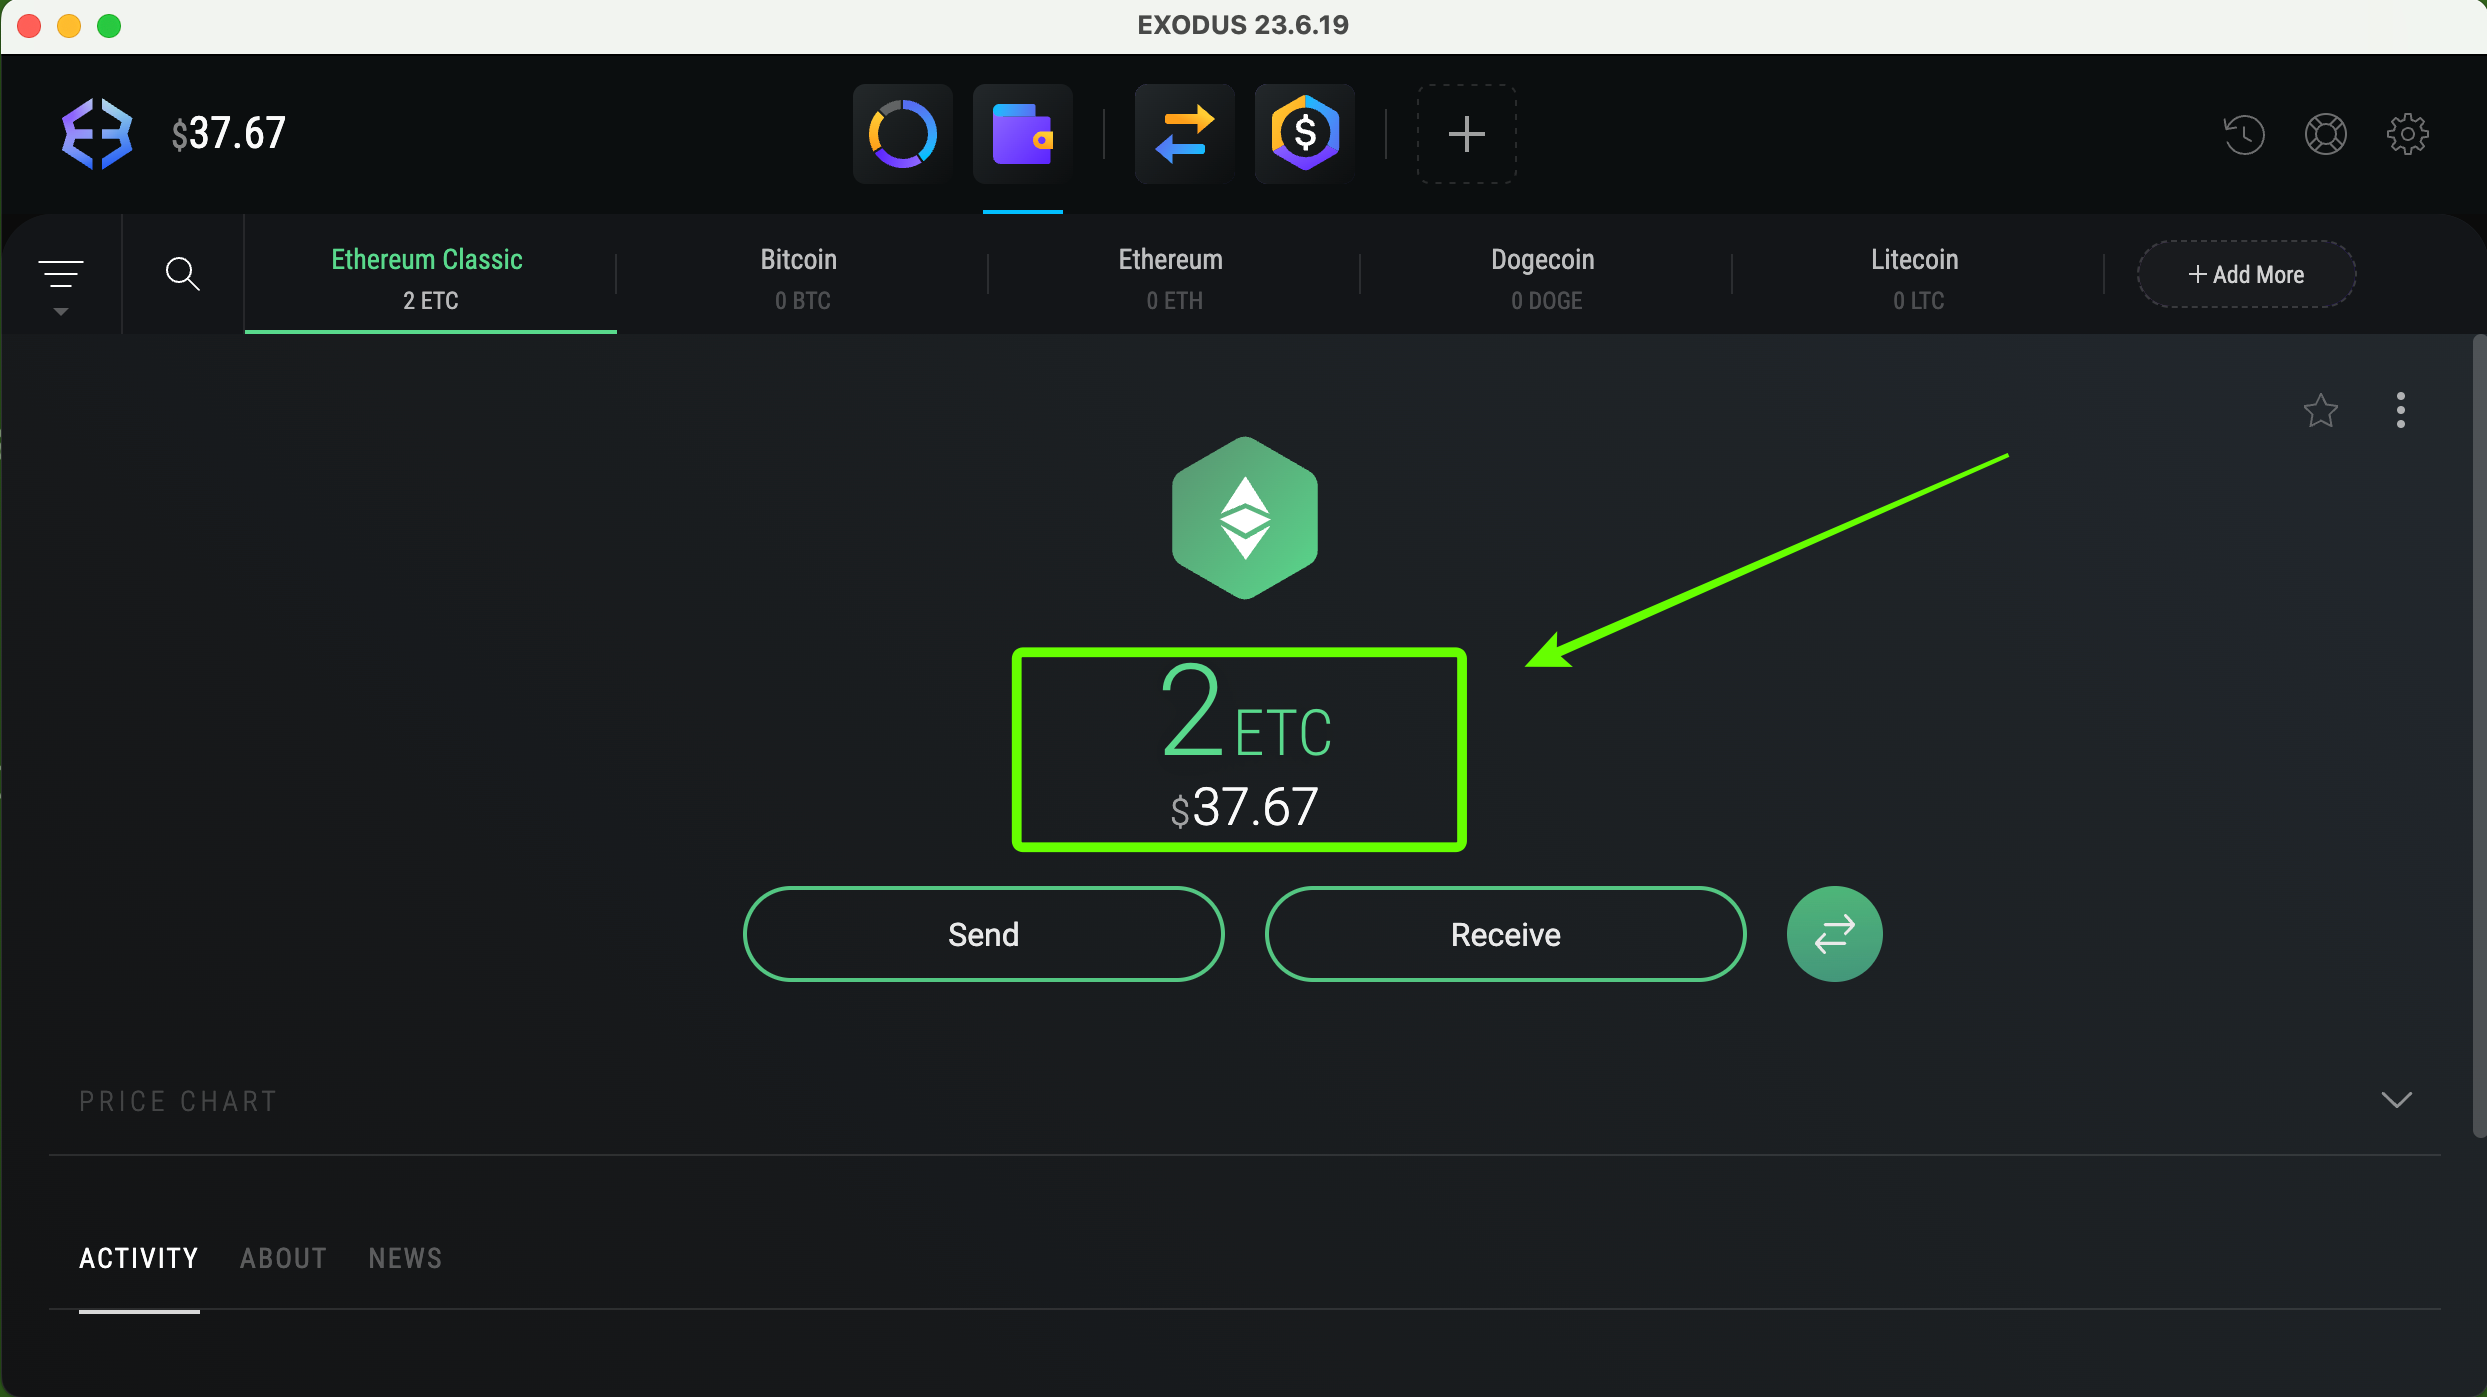 EXODUS 23.6.19
$37.67
Ethereum Classic
2 ETC
Bitcoin
0 BTC
Ethereum
0 ETH
Dogecoin
0 DOGE
Litecoin
0 LTC
+ Add More
2 ETC
$37.67
Send
Receive
PRICE CHART
ACTIVITY ABOUT NEWS